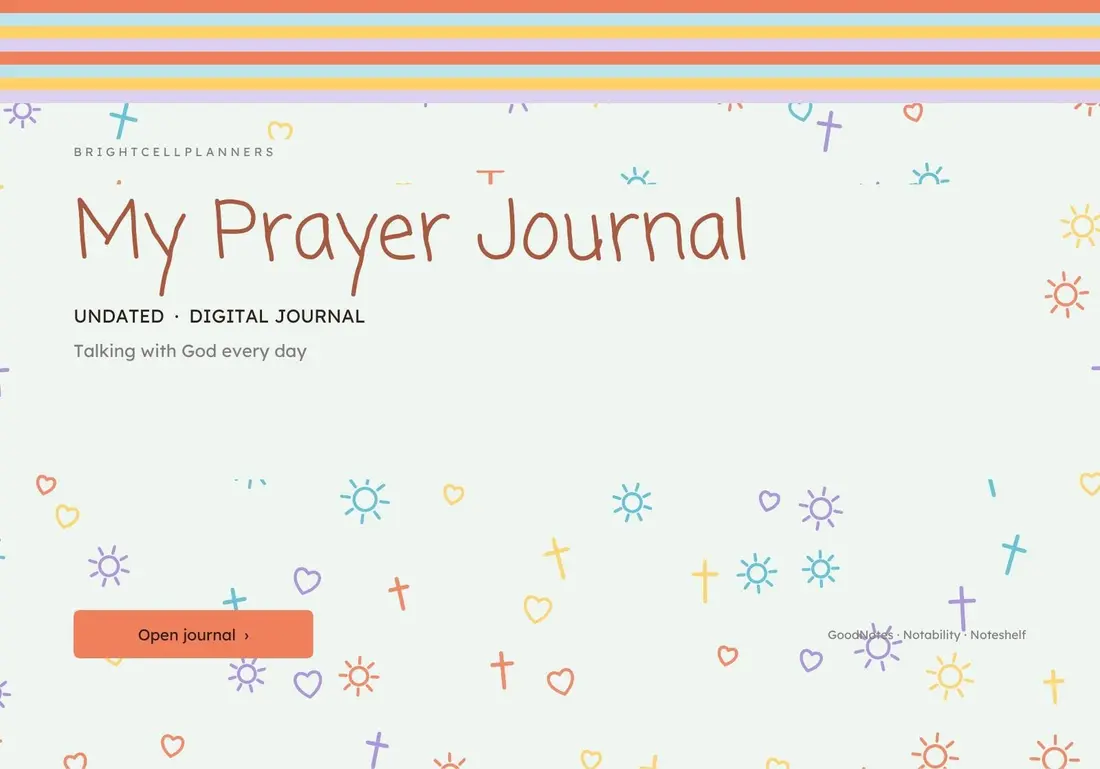 BRIGHTCELLPLANNERS
My Prayer Journal
UNDATED · DIGITAL JOURNAL
Talking with God every day
Open journal ›
GoodNotes · Notability · Noteshelf